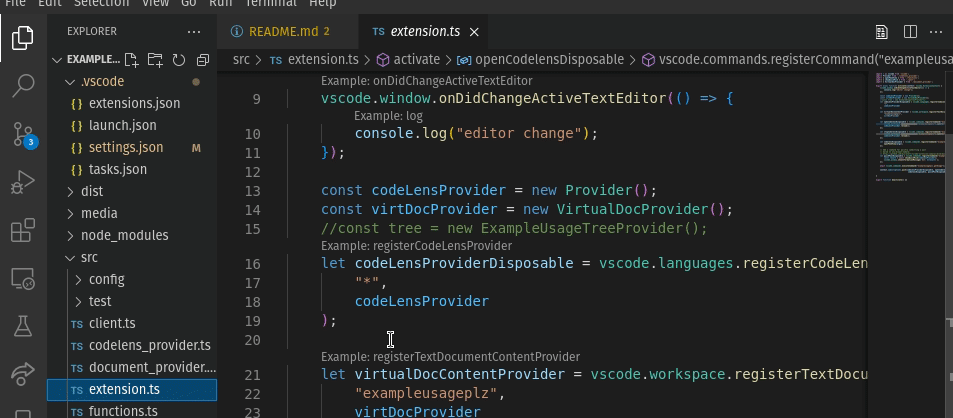 File Edit Selection View Go Run Terminal Help
EXPLORER
EXAMPLE...
.vscode
{} extensions.json
{} launch.json
{} settings.json M
{} tasks.json
dist
media
node_modules
src
config
test
TS client.ts
TS codelens_provider.ts
TS document_provider....
TS extension.ts
TS functions.ts
3
README.md 2
TS extension.ts
src > TS extension.ts > activate > openCodelensDisposable > vscode.commands.registerCommand("exampleusa
Example: onDidChangeActiveTextEditor
9 vscode.window.onDidChangeActiveTextEditor(() => {
Example: log
10 console.log("editor change");
11 });
12
13 const codeLensProvider = new Provider();
14 const virtDocProvider = new VirtualDocProvider();
15 //const tree = new ExampleUsageTreeProvider();
Example: registerCodeLensProvider
16 let codeLensProviderDisposable = vscode.languages.registerCodeLen
17 "*",
18 codeLensProvider
19 );
20
Example: registerTextDocumentContentProvider
21 let virtualDocContentProvider = vscode.workspace.registerTextDocu
22 "exampleusageplz",
23 virtDocProvider